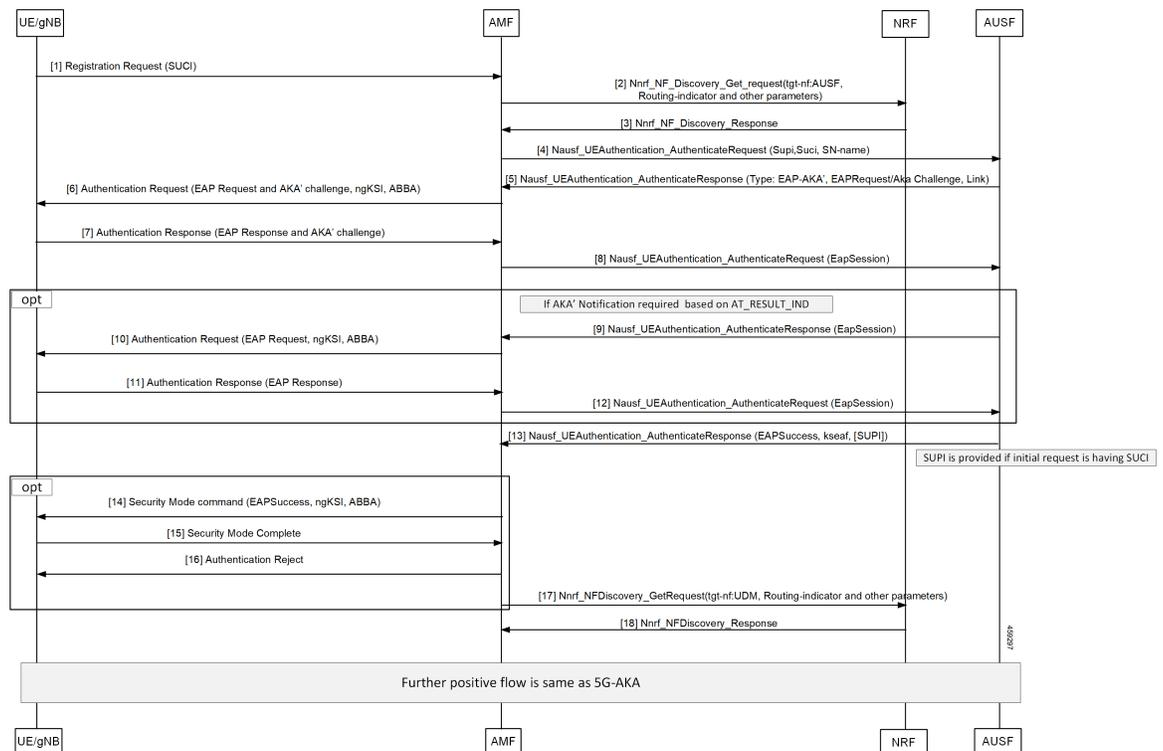 UE/gNB
AMF
NRF
AUSF
[1] Registration Request (SUCI)
[2] Nnrf_NF_Discovery_Get_request(tgt-nf:AUSF,
Routing-indicator and other parameters)
[3] Nnrf_NF_Discovery_Response
[4] Nausf_UEAuthentication_AuthenticateRequest (Supi,Suci, SN-name)
[5] Nausf_UEAuthentication_AuthenticateResponse (Type: EAP-AKA’, EAPRequest/Aka Challenge, Link)
[6] Authentication Request (EAP Request and AKA’ challenge, ngKSI, ABBA)
[7] Authentication Response (EAP Response and AKA’ challenge)
[8] Nausf_UEAuthentication_AuthenticateRequest (EapSession)
opt
If AKA’ Notification required based on AT_RESULT_IND
[9] Nausf_UEAuthentication_AuthenticateResponse (EapSession)
[10] Authentication Request (EAP Request, ngKSI, ABBA)
[11] Authentication Response (EAP Response)
[12] Nausf_UEAuthentication_AuthenticateRequest (EapSession)
[13] Nausf_UEAuthentication_AuthenticateResponse (EAPSuccess, kseaf, [SUPI])
SUPI is provided if initial request is having SUCI
opt
[14] Security Mode command (EAPSuccess, ngKSI, ABBA)
[15] Security Mode Complete
[16] Authentication Reject
[17] Nnrf_NFDiscovery_GetRequest(tgt-nf:UDM, Routing-indicator and other parameters)
[18] Nnrf_NFDiscovery_Response
459297
Further positive flow is same as 5G-AKA
UE/gNB
AMF
NRF
AUSF